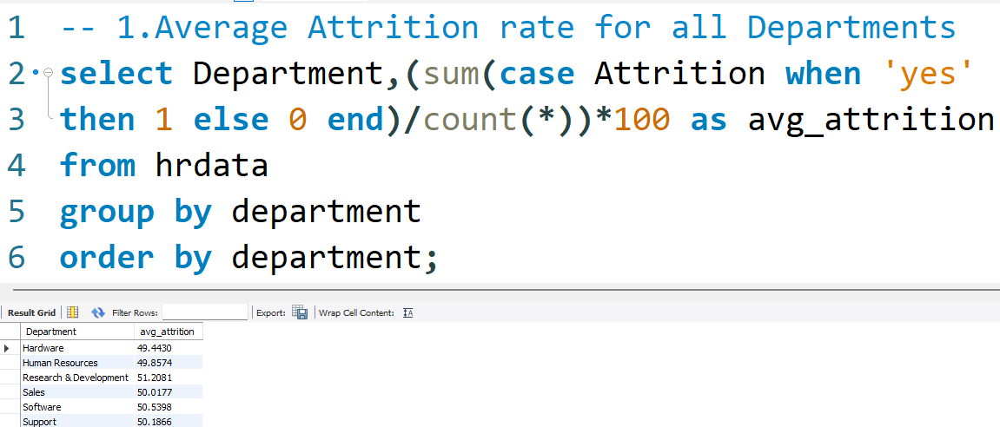 1 -- 1.Average Attrition rate for all Departments
2 select Department,(sum(case Attrition when 'yes'
3 then 1 else 0 end)/count(*))*100 as avg_attrition
4 from hrdata
5 group by department
6 order by department;
Result Grid Filter Rows: Export: Wrap Cell Content:
Department avg_attrition
Hardware 49.4430
Human Resources 49.8574
Research & Development 51.2081
Sales 50.0177
Software 50.5398
Support 50.1866